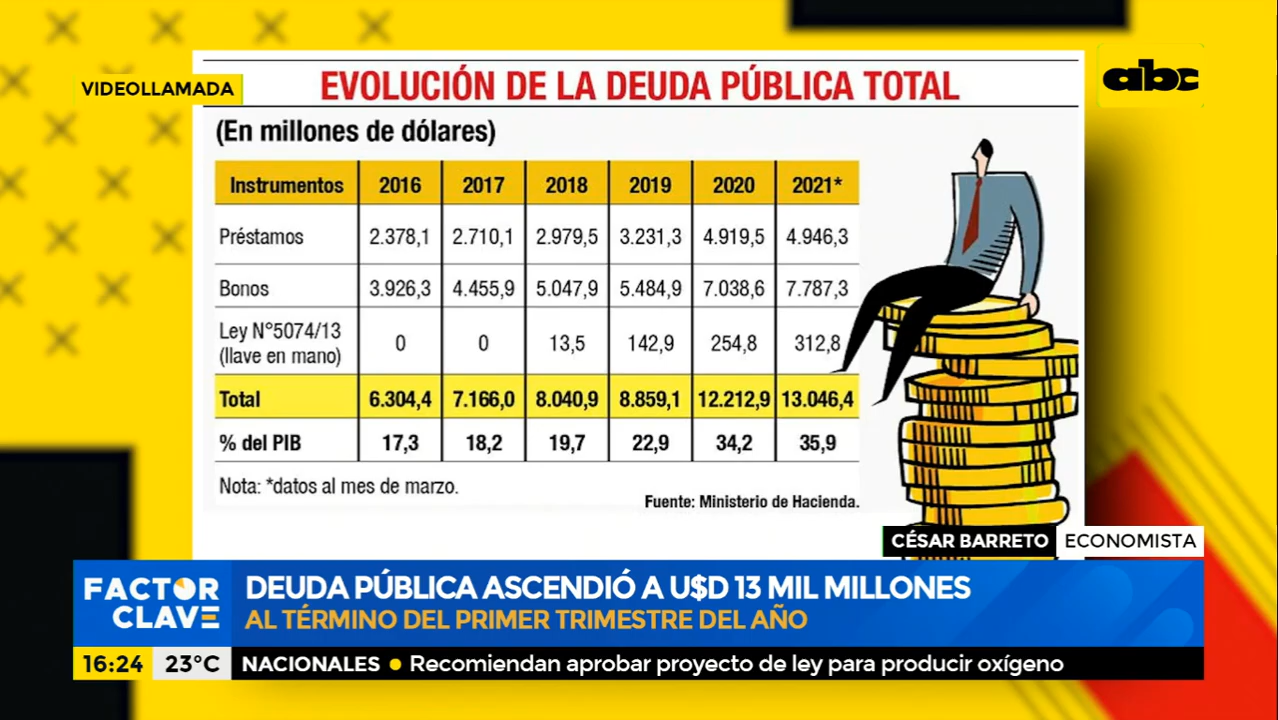 VIDEOLLAMADA
abc
EVOLUCIÓN DE LA DEUDA PÚBLICA TOTAL
(En millones de dólares)
Instrumentos 2016 2017 2018 2019 2020 2021*
Préstamos 2.378,1 2.710,1 2.979,5 3.231,3 4.919,5 4.946,3
Bonos 3.926,3 4.455,9 5.047,9 5.484,9 7.038,6 7.787,3
Ley N°5074/13
(llave en mano) 0 0 13,5 142,9 254,8 312,8
Total 6.304,4 7.166,0 8.040,9 8.859,1 12.212,9 13.046,4
% del PIB 17,3 18,2 19,7 22,9 34,2 35,9
Nota: *datos al mes de marzo.
Fuente: Ministerio de Hacienda.
CÉSAR BARRETO ECONOMISTA
FACTOR
CLAVE
DEUDA PÚBLICA ASCENDIÓ A U$D 13 MIL MILLONES
AL TÉRMINO DEL PRIMER TRIMESTRE DEL AÑO
16:24 23°C NACIONALES ● Recomiendan aprobar proyecto de ley para producir oxígeno